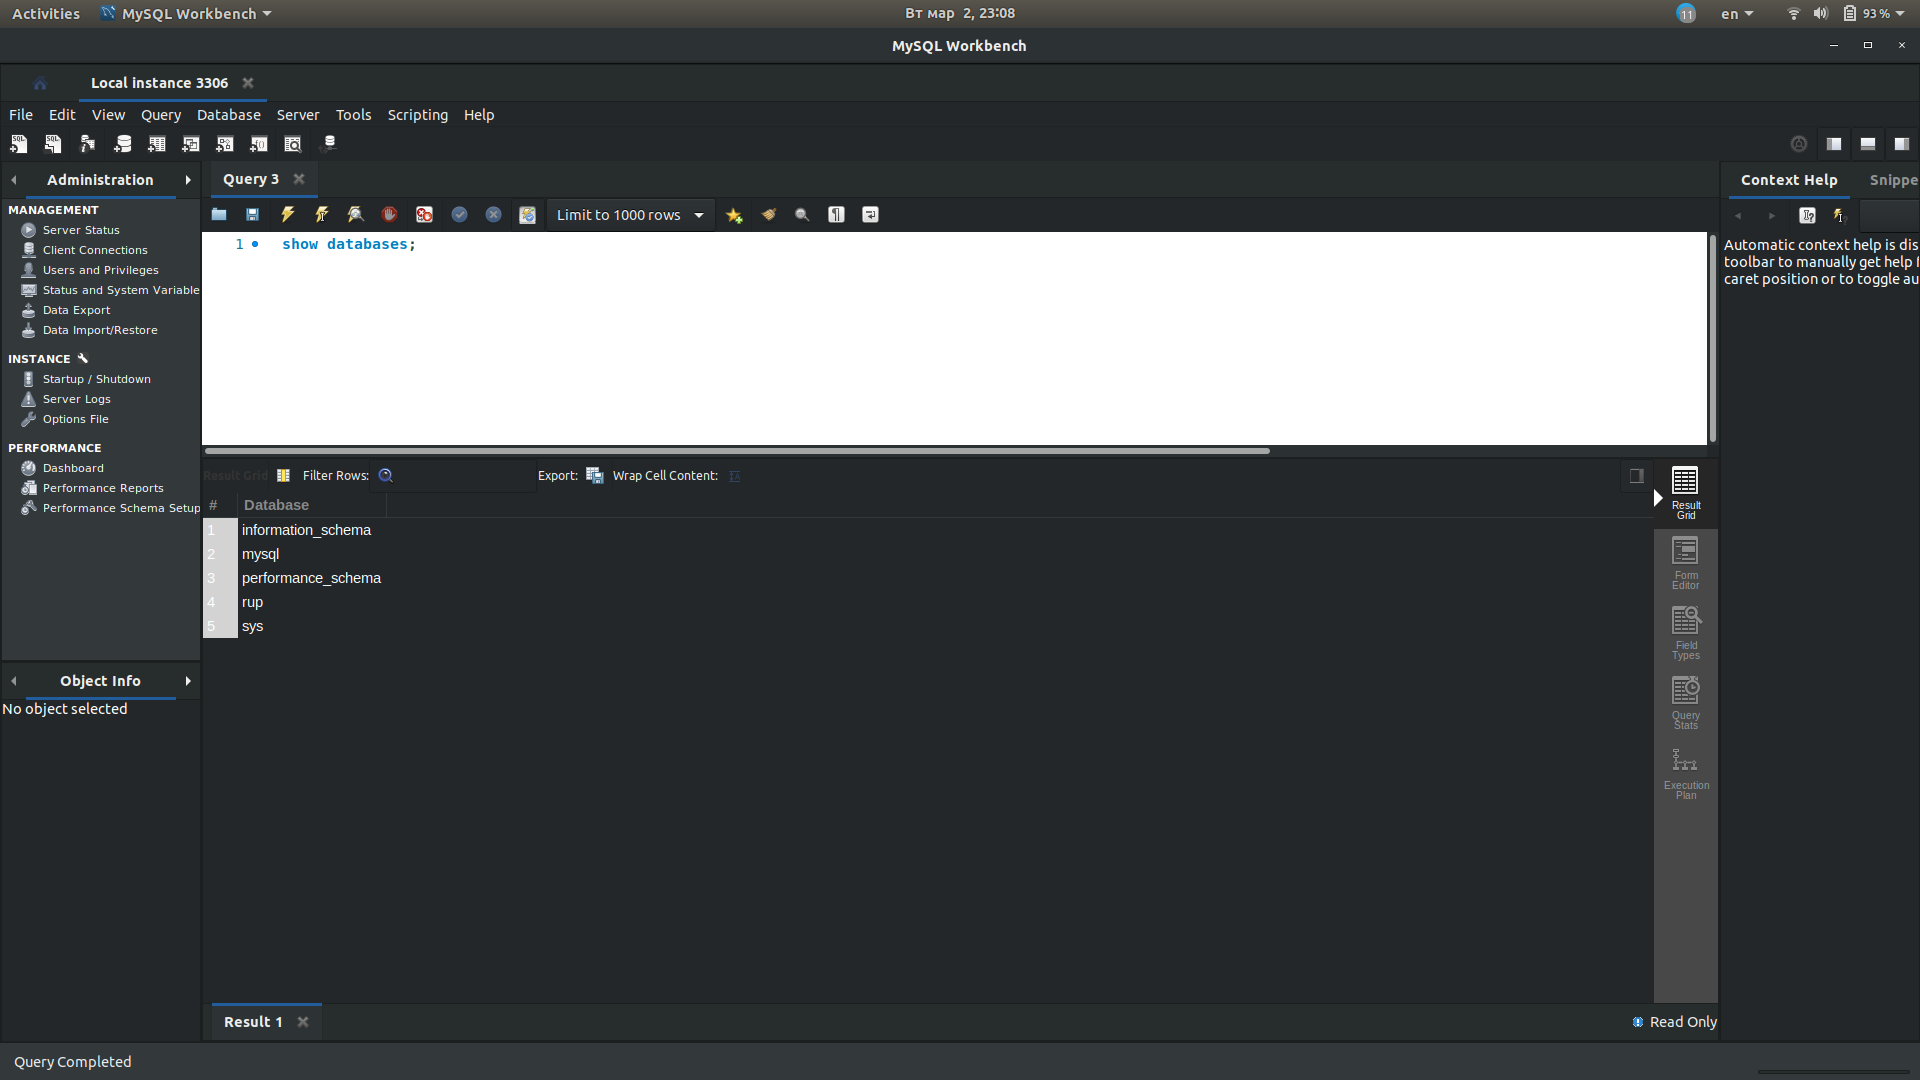 Activities MySQL Workbench Вт мар 2, 23:08 11 en 93 %
MySQL Workbench
Local instance 3306
File Edit View Query Database Server Tools Scripting Help
Administration Query 3 Context Help Snippe
MANAGEMENT
Server Status
Client Connections
Users and Privileges
Status and System Variable
Data Export
Data Import/Restore
INSTANCE
Startup / Shutdown
Server Logs
Options File
PERFORMANCE
Dashboard
Performance Reports
Performance Schema Setup
Limit to 1000 rows
1 show databases;
Automatic context help is dis
toolbar to manually get help f
caret position or to toggle au
Result Grid Filter Rows: Export: Wrap Cell Content:
# Database
1 information_schema
2 mysql
3 performance_schema
4 rup
5 sys
Result
Grid
Form
Editor
Field
Types
Query
Stats
Execution
Plan
Object Info
No object selected
Result 1 Read Only
Query Completed